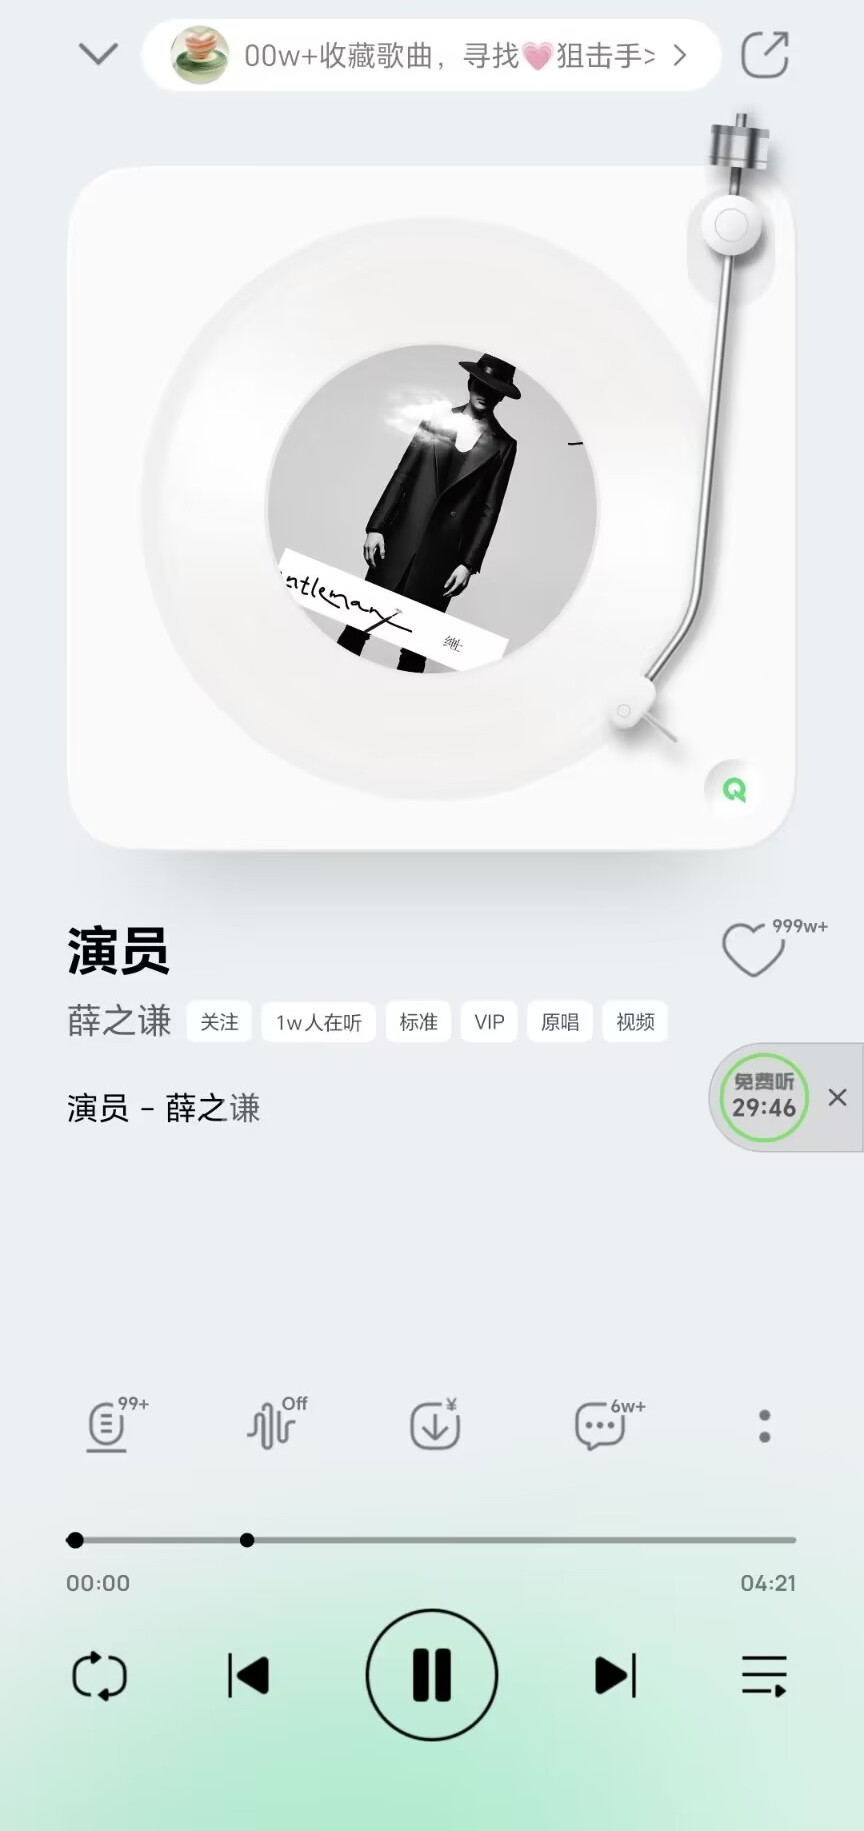 00w+收藏歌曲，寻找💗狙击手>
ntleman
绅士
演员
999w+
薛之谦 关注 1w人在听 标准 VIP 原唱 视频
免费听
29:46
演员 - 薛之谦
99+
Off
¥
6w+
00:00
04:21